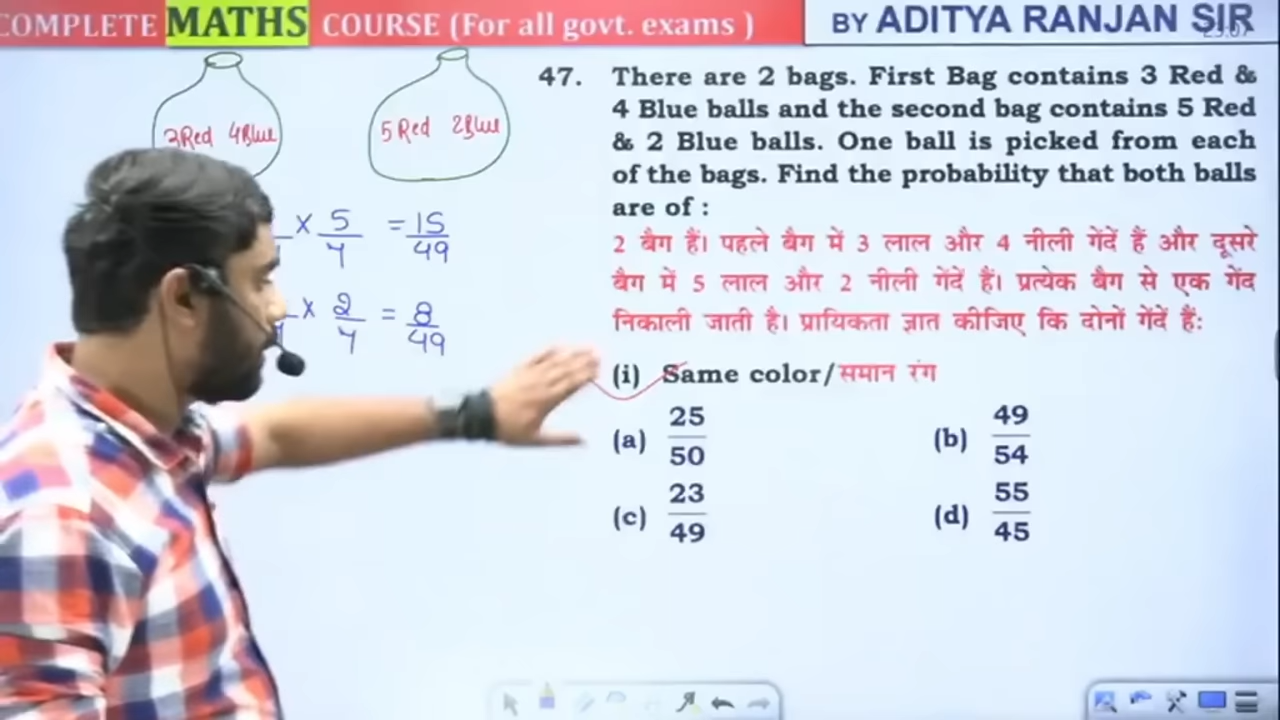 COMPLETE MATHS COURSE (For all govt. exams )
BY ADITYA RANJAN SIR
3Red 4Blue
5 Red 2Blue
× 5/7 = 15/49
× 2/7 = 8/49
47. There are 2 bags. First Bag contains 3 Red &
4 Blue balls and the second bag contains 5 Red
& 2 Blue balls. One ball is picked from each
of the bags. Find the probability that both balls
are of :
2 बैग हैं। पहले बैग में 3 लाल और 4 नीली गेंदें हैं और दूसरे
बैग में 5 लाल और 2 नीली गेंदें हैं। प्रत्येक बैग से एक गेंद
निकाली जाती है। प्रायिकता ज्ञात कीजिए कि दोनों गेंदें हैं:
(i) Same color/समान रंग
(a) 25/50 (b) 49/54
(c) 23/49 (d) 55/45